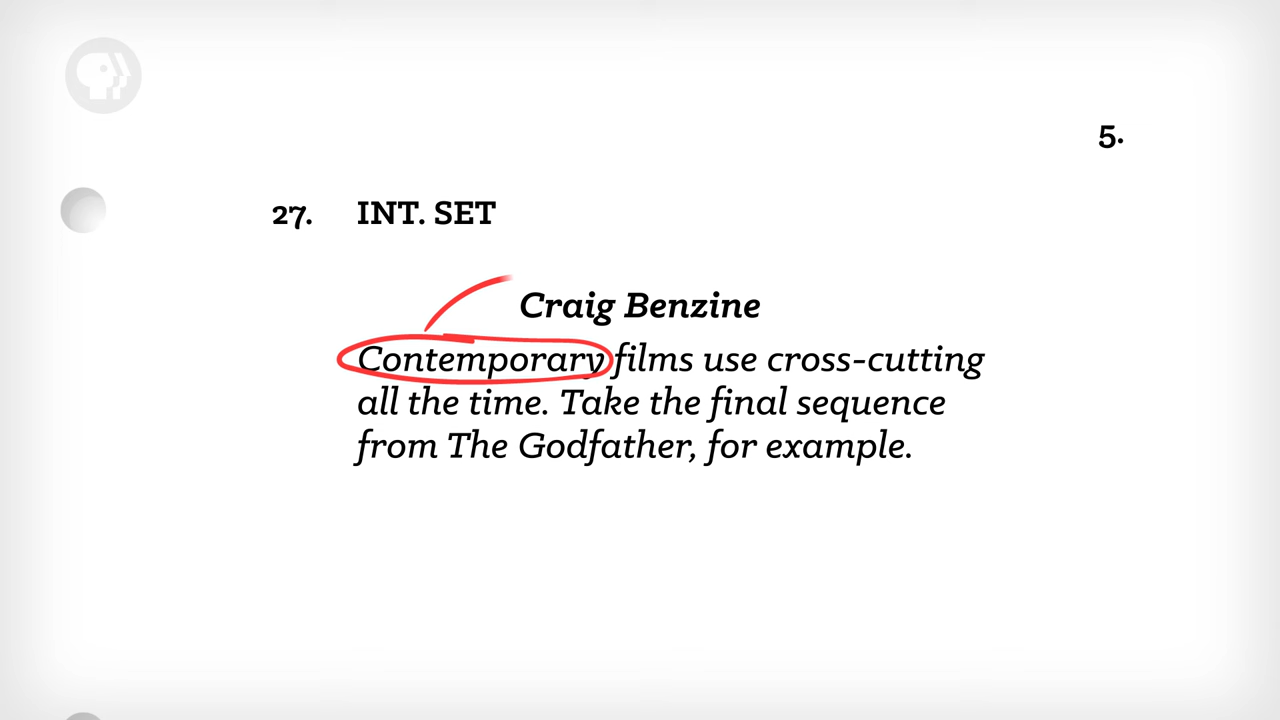 5.
27. INT. SET
Craig Benzine
Contemporary films use cross-cutting
all the time. Take the final sequence
from The Godfather, for example.